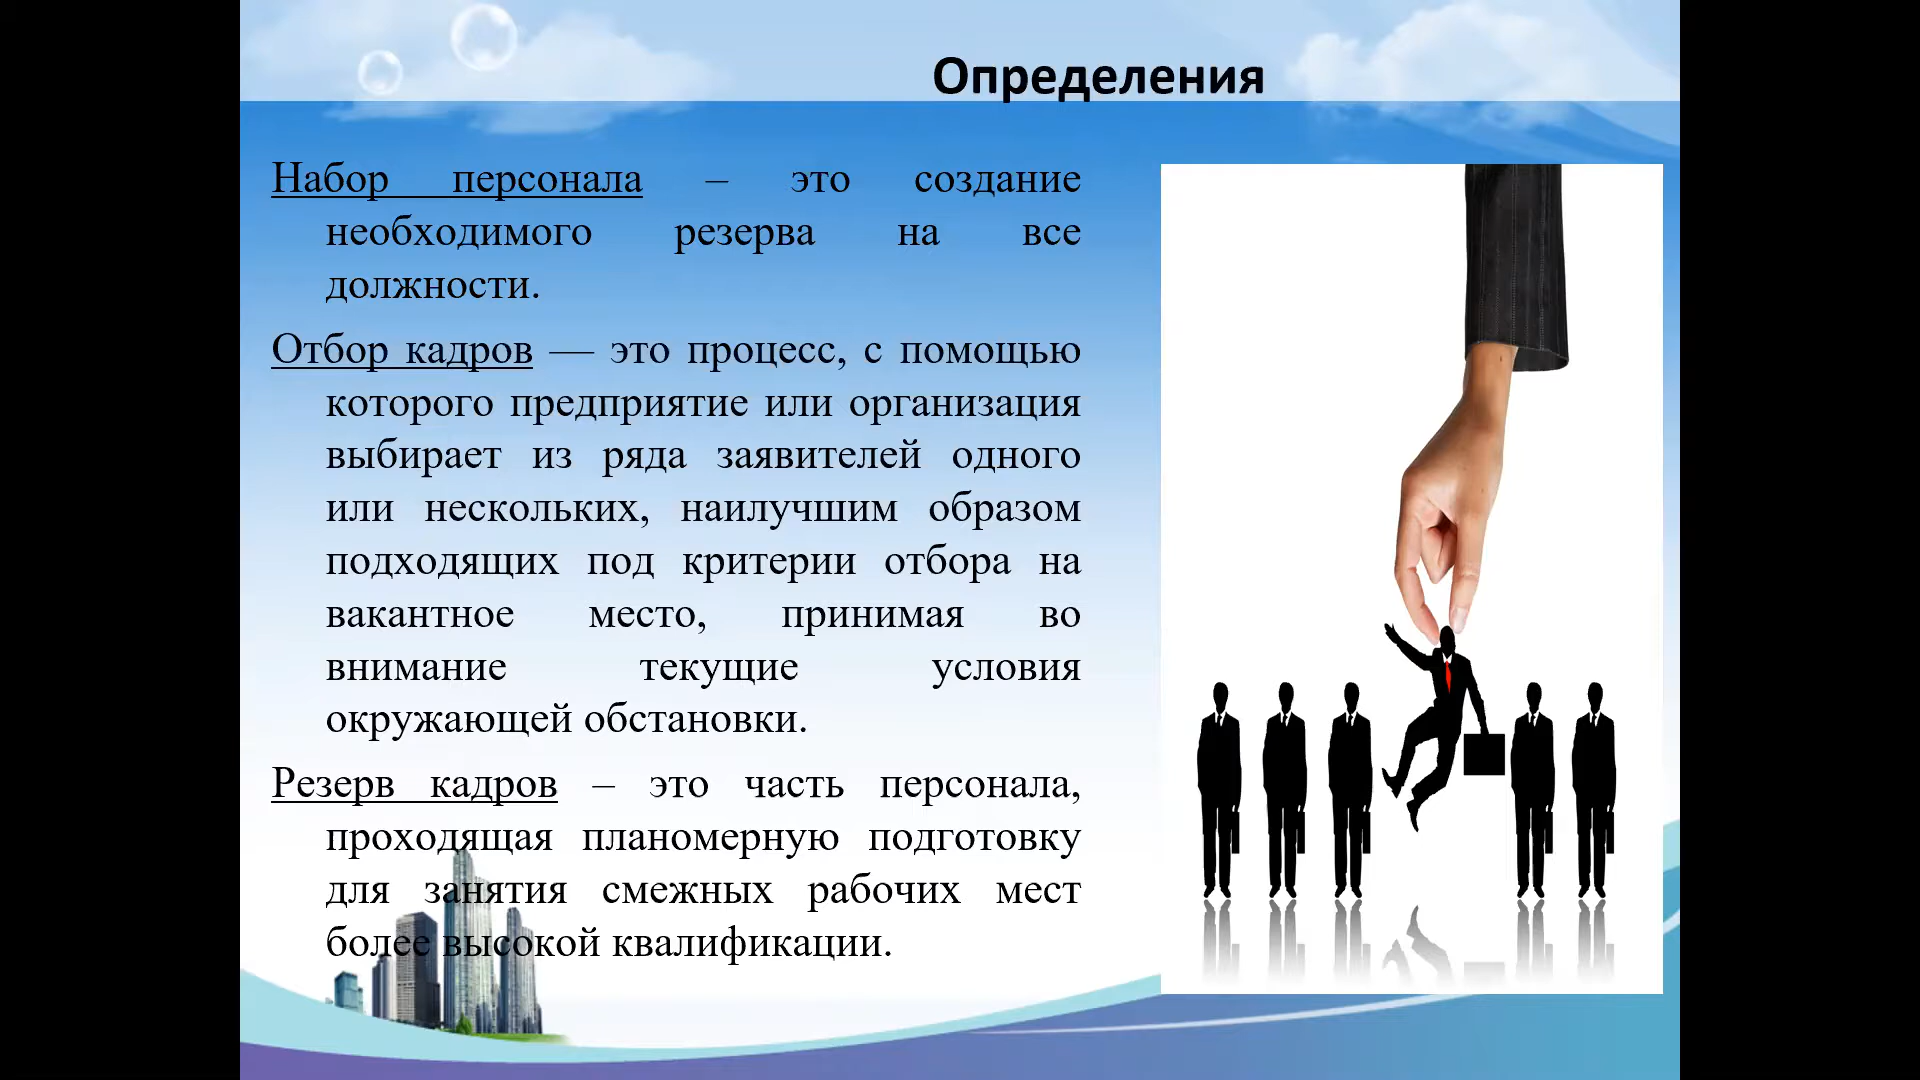 Определения
Набор персонала – это создание
необходимого резерва на все
должности.
Отбор кадров — это процесс, с помощью
которого предприятие или организация
выбирает из ряда заявителей одного
или нескольких, наилучшим образом
подходящих под критерии отбора на
вакантное место, принимая во
внимание текущие условия
окружающей обстановки.
Резерв кадров – это часть персонала,
проходящая планомерную подготовку
для занятия смежных рабочих мест
более высокой квалификации.